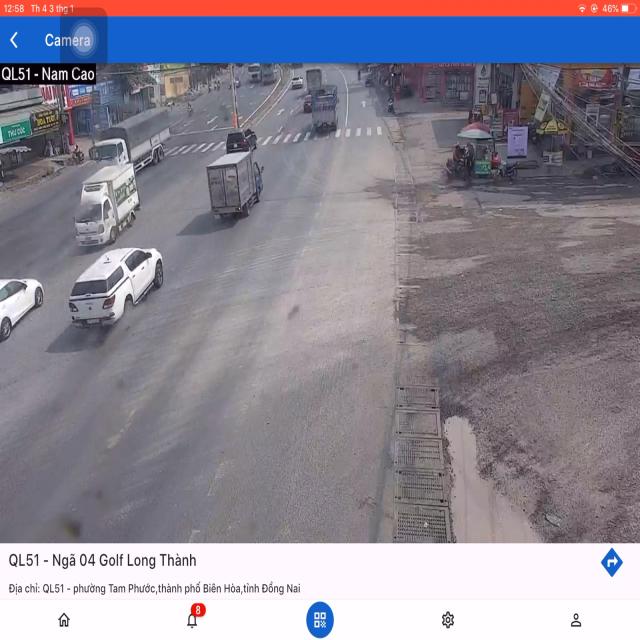 12:58 Th 4 3 thg 1 46%
Camera
QL51 - Nam Cao
THUỐC
QL51 - Ngã 04 Golf Long Thành
Địa chỉ: QL51 - phường Tam Phước,thành phố Biên Hòa,tỉnh Đồng Nai
8